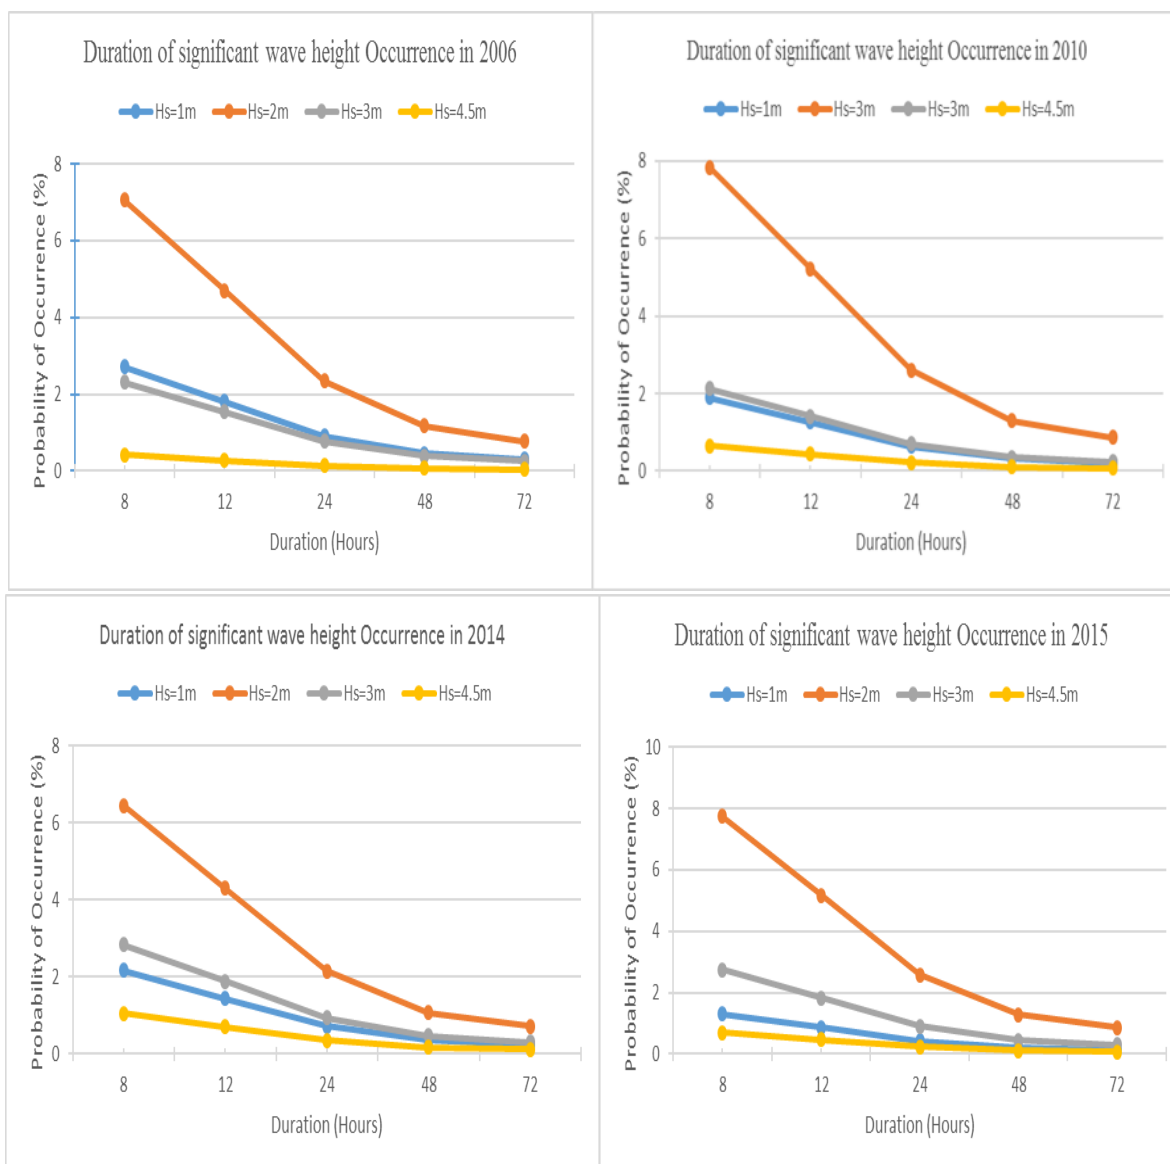 Duration of significant wave height Occurrence in 2006
Hs=1m Hs=2m Hs=3m Hs=4.5m
Probability of Occurrence (%)
8
6
4
2
0
8 12 24 48 72
Duration (Hours)
Duration of significant wave height Occurrence in 2010
Hs=1m Hs=3m Hs=3m Hs=4.5m
Probability of Occurrence (%)
8
6
4
2
0
8 12 24 48 72
Duration (Hours)
Duration of significant wave height Occurrence in 2014
Hs=1m Hs=2m Hs=3m Hs=4.5m
Probability of Occurrence (%)
8
6
4
2
0
8 12 24 48 72
Duration (Hours)
Duration of significant wave height Occurrence in 2015
Hs=1m Hs=2m Hs=3m Hs=4.5m
Probability of Occurrence (%)
10
8
6
4
2
0
8 12 24 48 72
Duration (Hours)